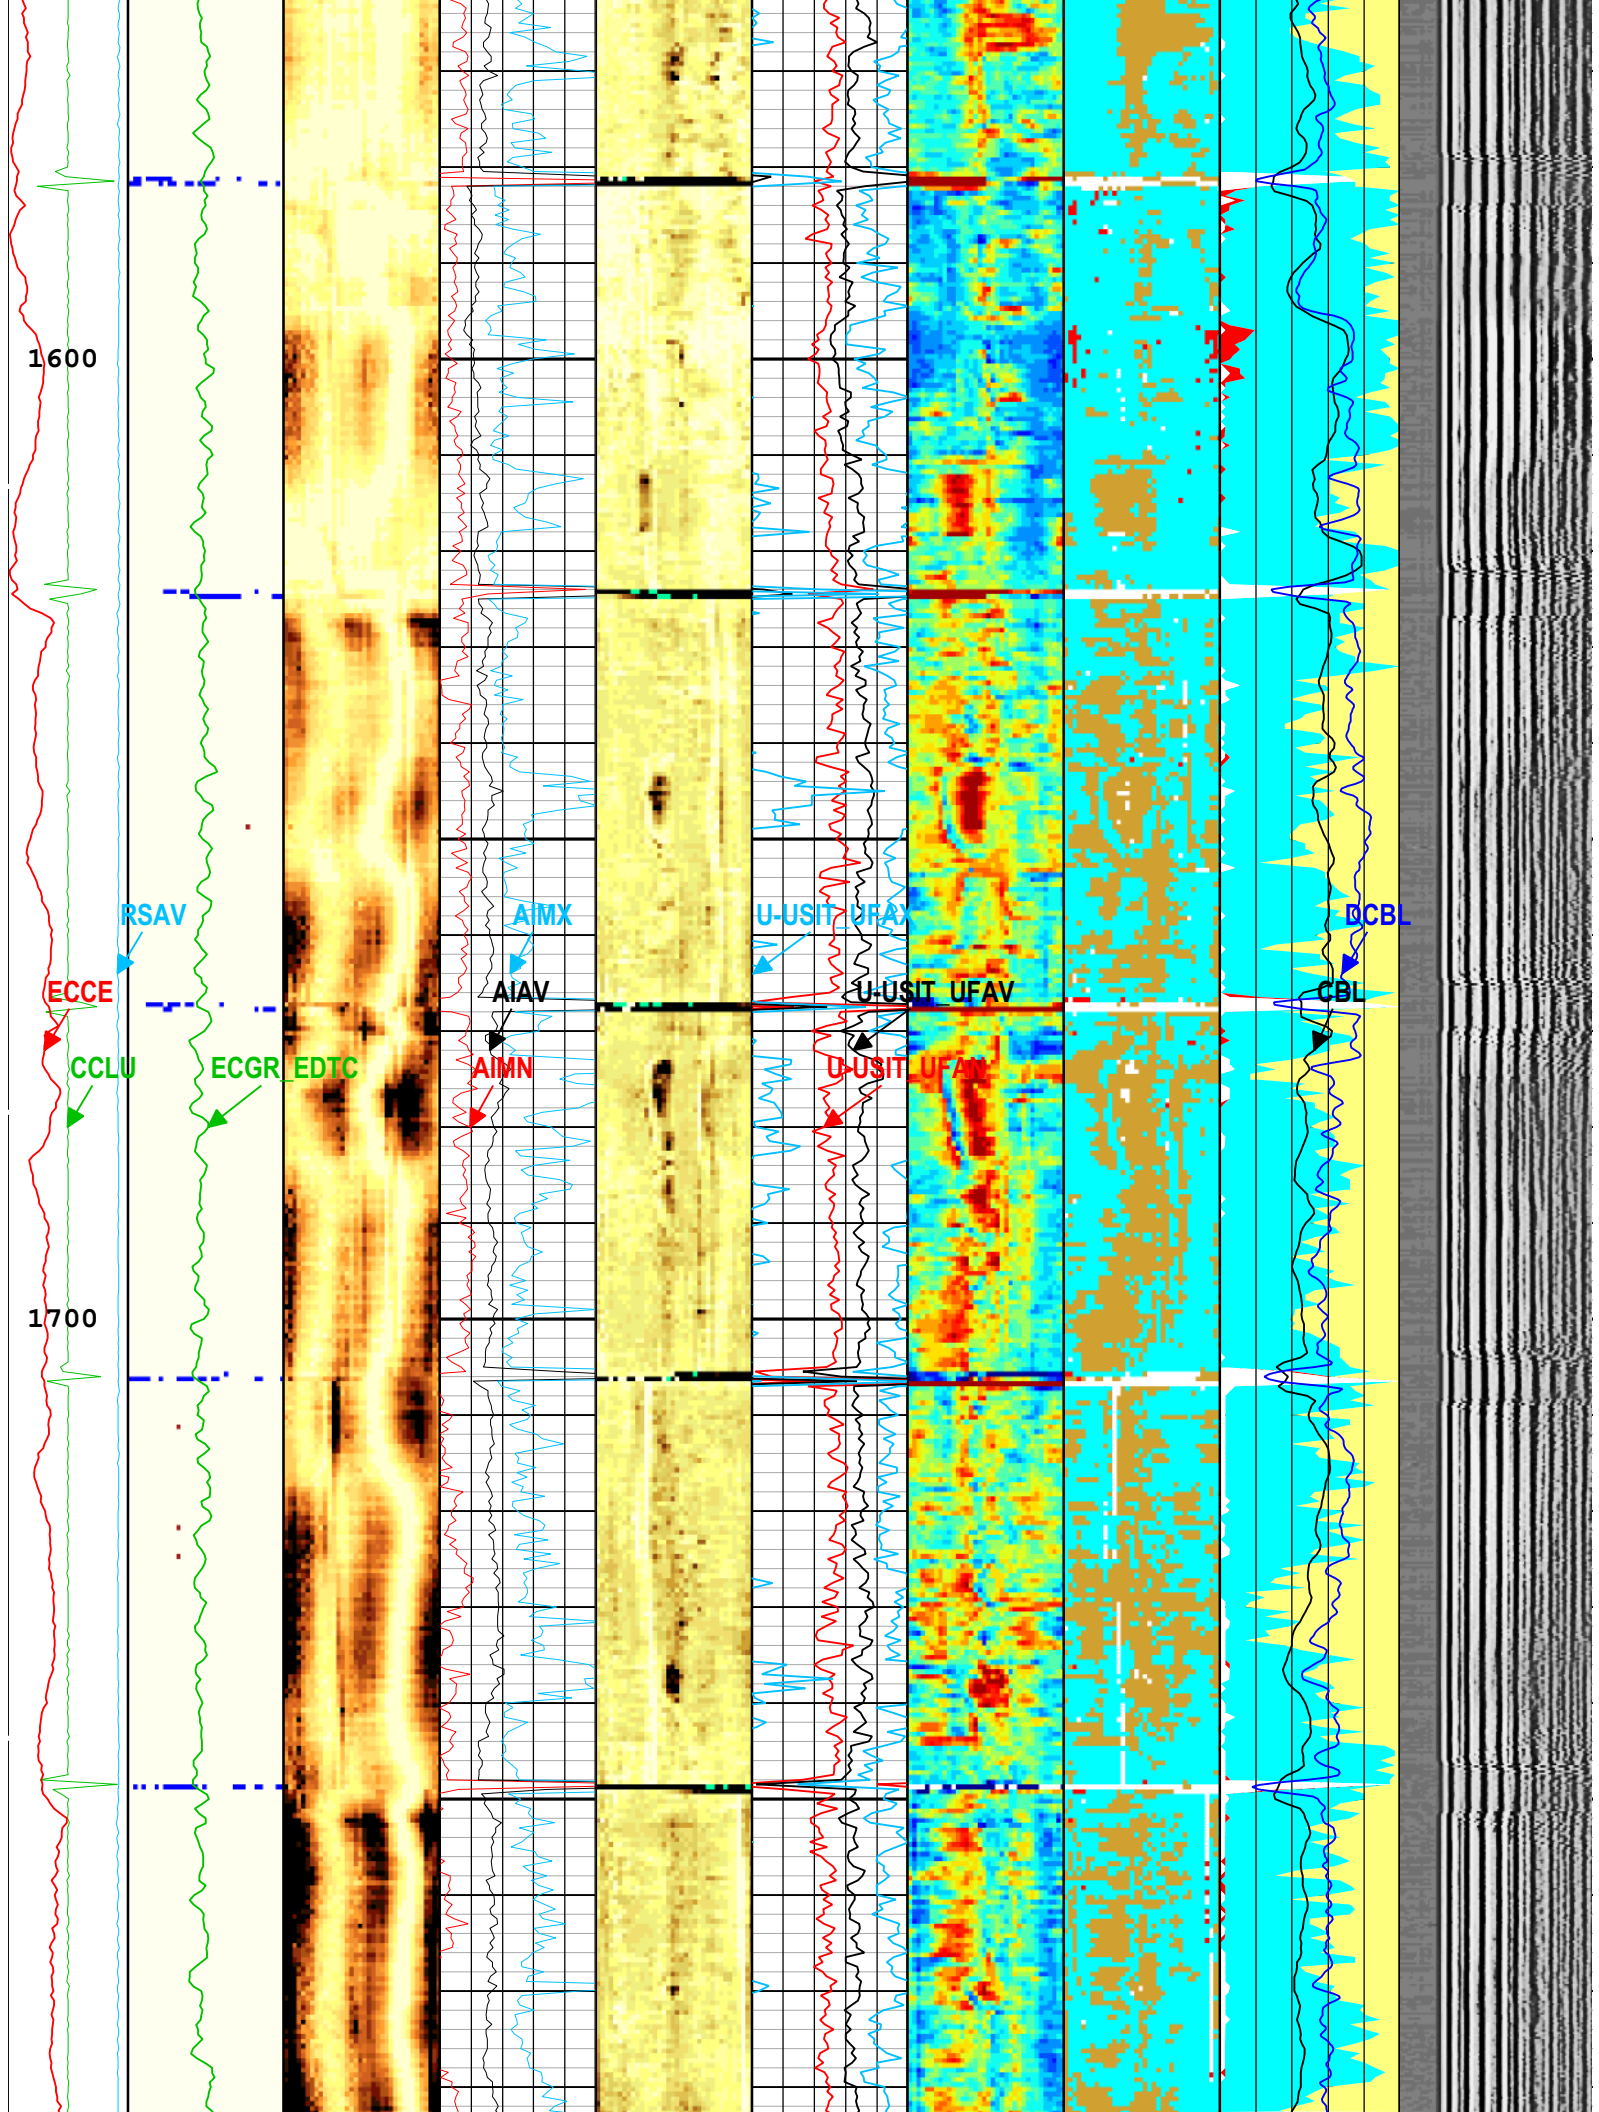 1600
RSAV
AIMX
U-USIT_UFAX
DCBL
ECCE
AIAV
U-USIT_UFAV
CBL
CCLU
ECGR_EDTC
AIMN
U-USIT_UFAN
1700